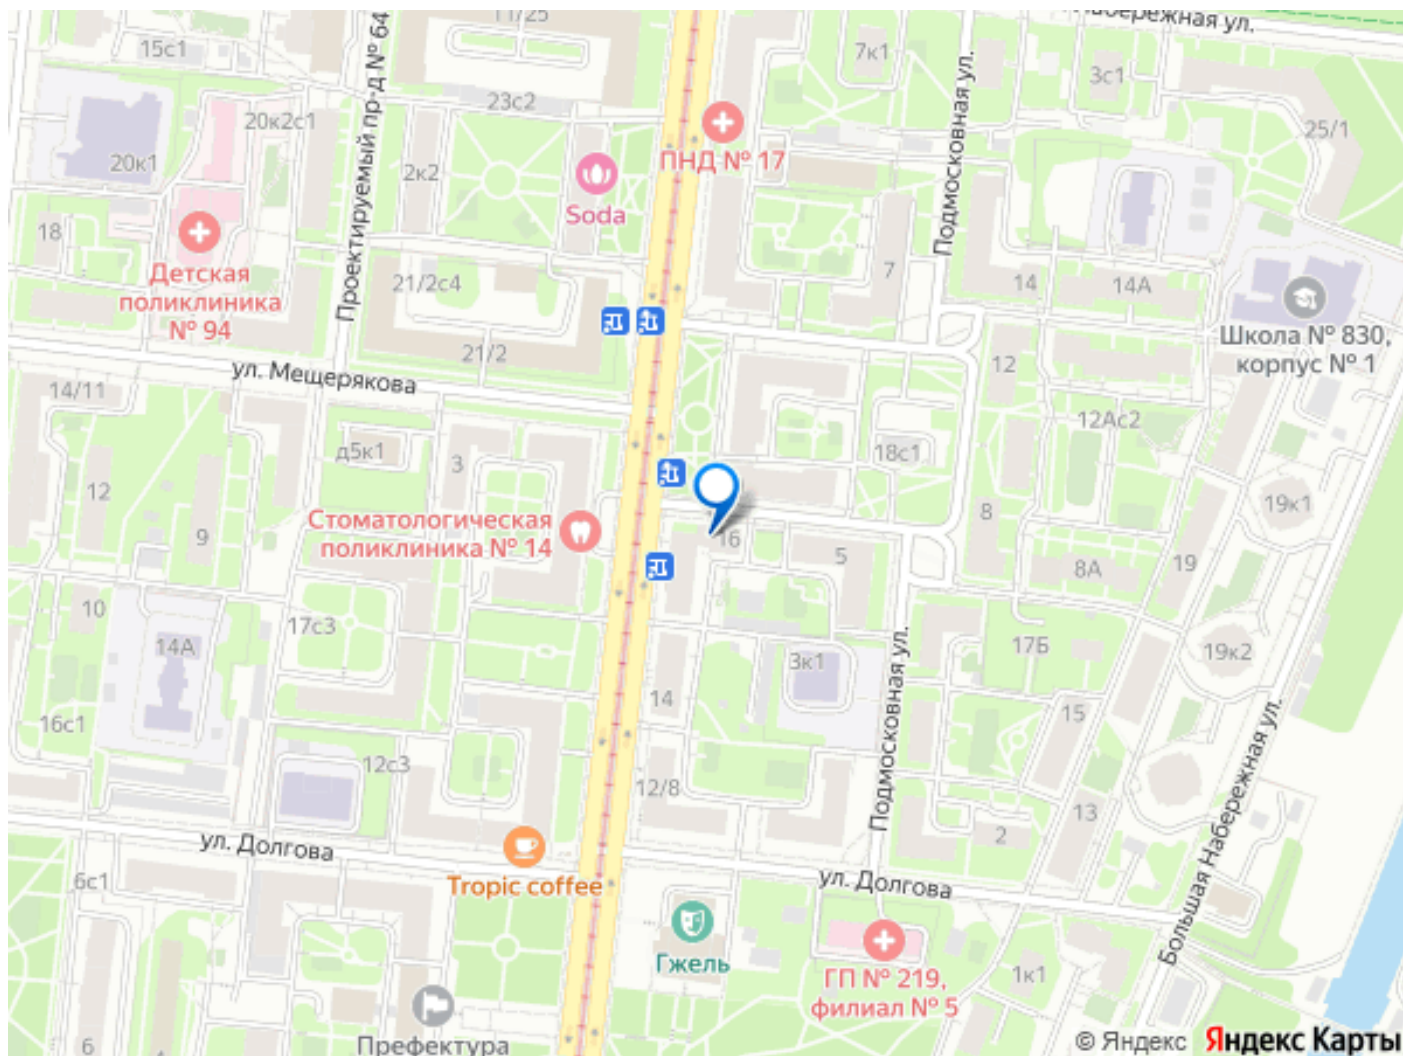 11/25
Набережная ул.
15с1
Проектируемый пр-д № 64
7к1
Подмосковная ул.
3с1
23с2
20к2с1
25/1
20к1
2к2
ПНД № 17
Soda
18
Детская
поликлиника
№ 94
21/2с4
7
14
14А
Школа № 830,
корпус № 1
21/2
ул. Мещерякова
12
14/11
12Ас2
д5к1
3
18с1
12
19к1
8
Стоматологическая
поликлиника № 14
9
16
5
8А
19
10
17с3
14А
Подмосковная ул.
17Б
19к2
3к1
14
16с1
15
Большая Набережная ул.
12с3
12/8
13
2
ул. Долгова
6с1
Tropic coffee
ул. Долгова
Гжель
ГП № 219,
филиал № 5
1к1
6
Префектура
© Яндекс Яндекс Карты